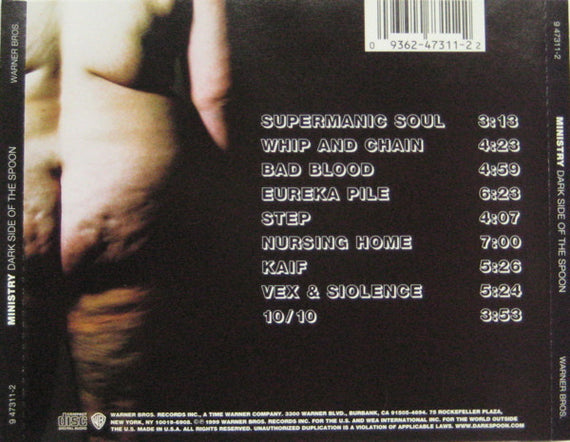 WARNER BROS.
MINISTRY DARK SIDE OF THE SPOON
9 47311-2
0 9362-47311-2 2
SUPERMANIC SOUL 3:13
WHIP AND CHAIN 4:23
BAD BLOOD 4:59
EUREKA PILE 6:23
STEP 4:07
NURSING HOME 7:00
KAIF 5:26
VEX & SIOLENCE 5:24
10/10 3:53
COMPACT
disc
DIGITAL AUDIO
WB
WARNER BROS. RECORDS INC., A TIME WARNER COMPANY. 3300 WARNER BLVD., BURBANK, CA 91505-4694. 75 ROCKEFELLER PLAZA,
NEW YORK, NY 10019-6908. ©℗ 1999 WARNER BROS. RECORDS INC. FOR THE U.S. AND WEA INTERNATIONAL INC. FOR THE WORLD OUTSIDE
THE U.S. MADE IN U.S.A. ALL RIGHTS RESERVED. UNAUTHORIZED DUPLICATION IS A VIOLATION OF APPLICABLE LAWS. WWW.DARKSPOON.COM
9 47311-2
MINISTRY DARK SIDE OF THE SPOON
WARNER BROS.